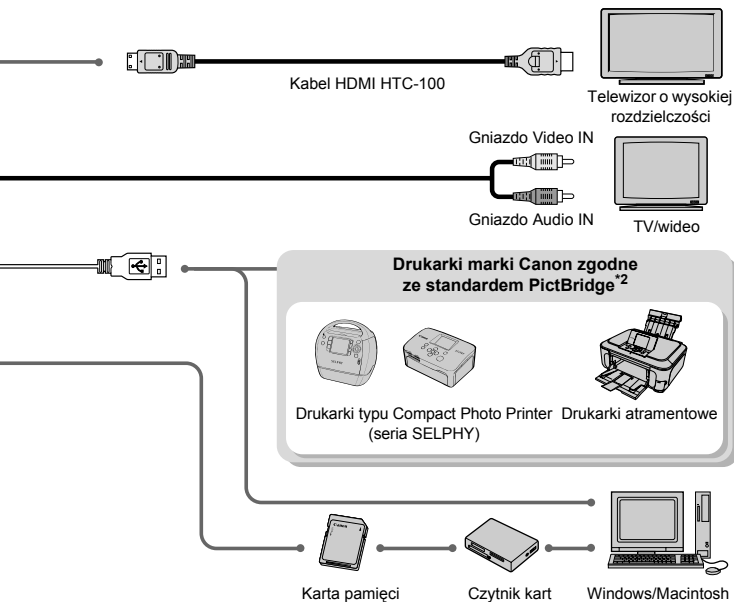 Kabel HDMI HTC-100
Telewizor o wysokiej
rozdzielczości
Gniazdo Video IN
Gniazdo Audio IN
TV/wideo
Drukarki marki Canon zgodne
ze standardem PictBridge*2
Drukarki typu Compact Photo Printer
(seria SELPHY)
Drukarki atramentowe
Karta pamięci
Czytnik kart
Windows/Macintosh